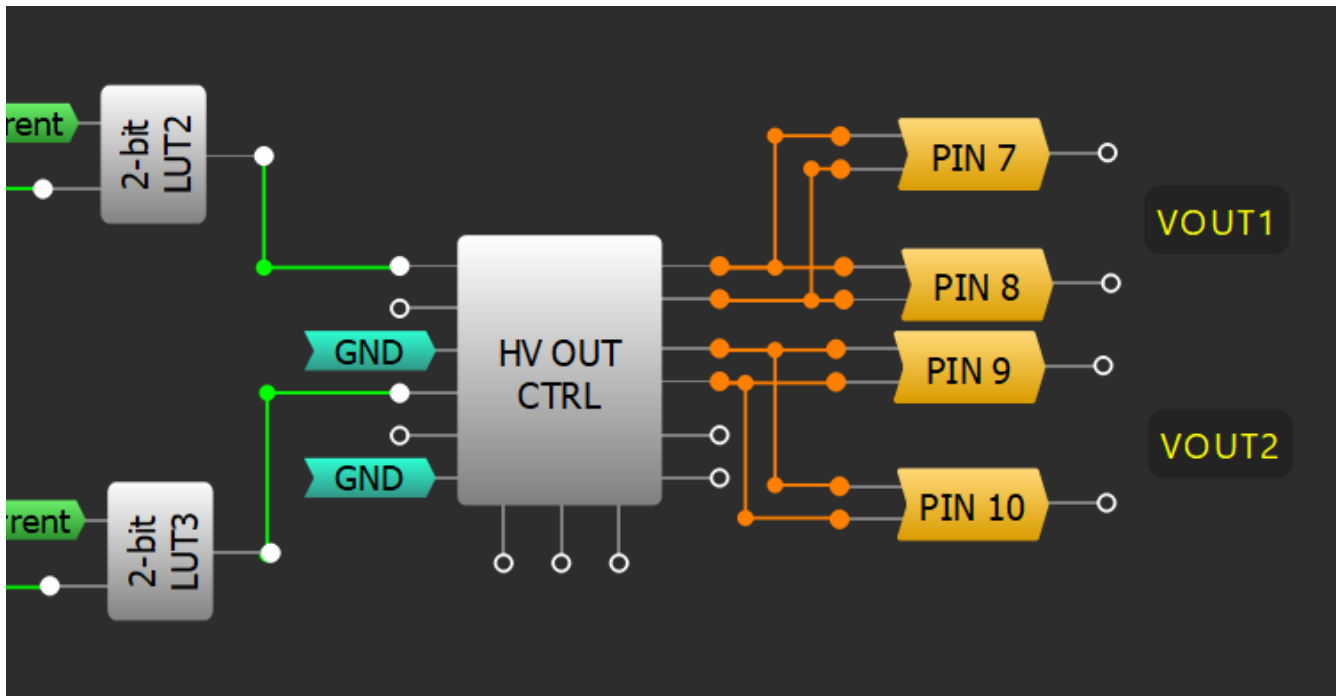 rent
2-bit
LUT2
PIN 7
VOUT1
PIN 8
GND
HV OUT
CTRL
PIN 9
VOUT2
GND
PIN 10
rrent
2-bit
LUT3